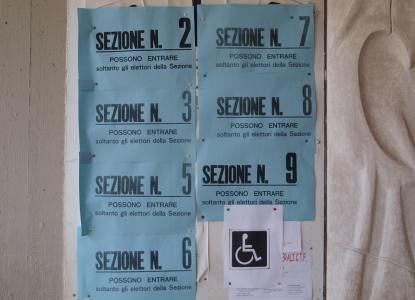 SEZIONE N. 2
POSSONO ENTRARE
soltanto gli elettori della Sezione
SEZIONE N. 3
POSSONO ENTRARE
soltanto gli elettori della Sezione
SEZIONE N. 5
POSSONO ENTRARE
soltanto gli elettori della Sezione
SEZIONE N. 6
POSSONO ENTRARE
soltanto gli elettori della Sezione
SEZIONE N. 7
POSSONO ENTRARE
soltanto gli elettori della Sezione
SEZIONE N. 8
POSSONO ENTRARE
soltanto gli elettori della Sezione
SEZIONE N. 9
POSSONO ENTRARE
soltanto gli elettori della Sezione